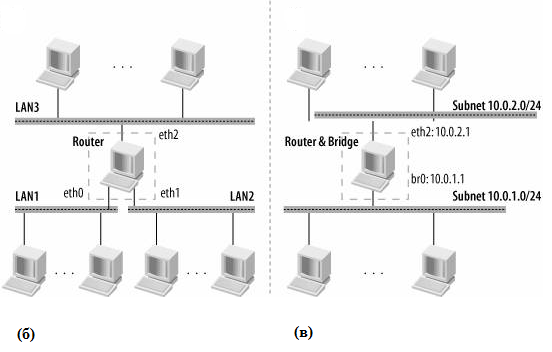 LAN3
Router
eth2
LAN1
eth0
eth1
LAN2
(б)
Subnet 10.0.2.0/24
eth2:10.0.2.1
Router & Bridge
br0:10.0.1.1
Subnet 10.0.1.0/24
(в)